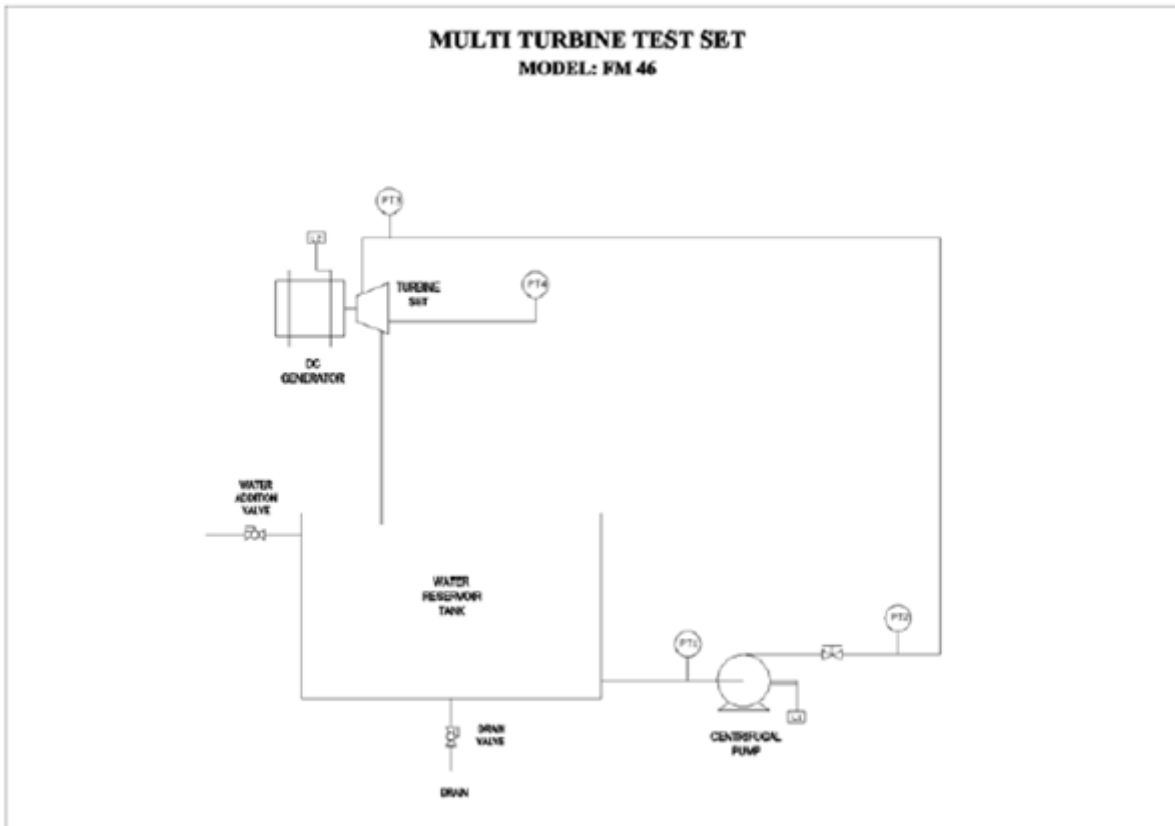 MULTI TURBINE TEST SET
MODEL: FM 46
PT3
L2
TURBINE
SET
PT4
DC
GENERATOR
WATER
ADDITION
VALVE
WATER
RESERVOIR
TANK
PT2
PT1
DRAIN
VALVE
CENTRIFUGAL
PUMP
DRAIN